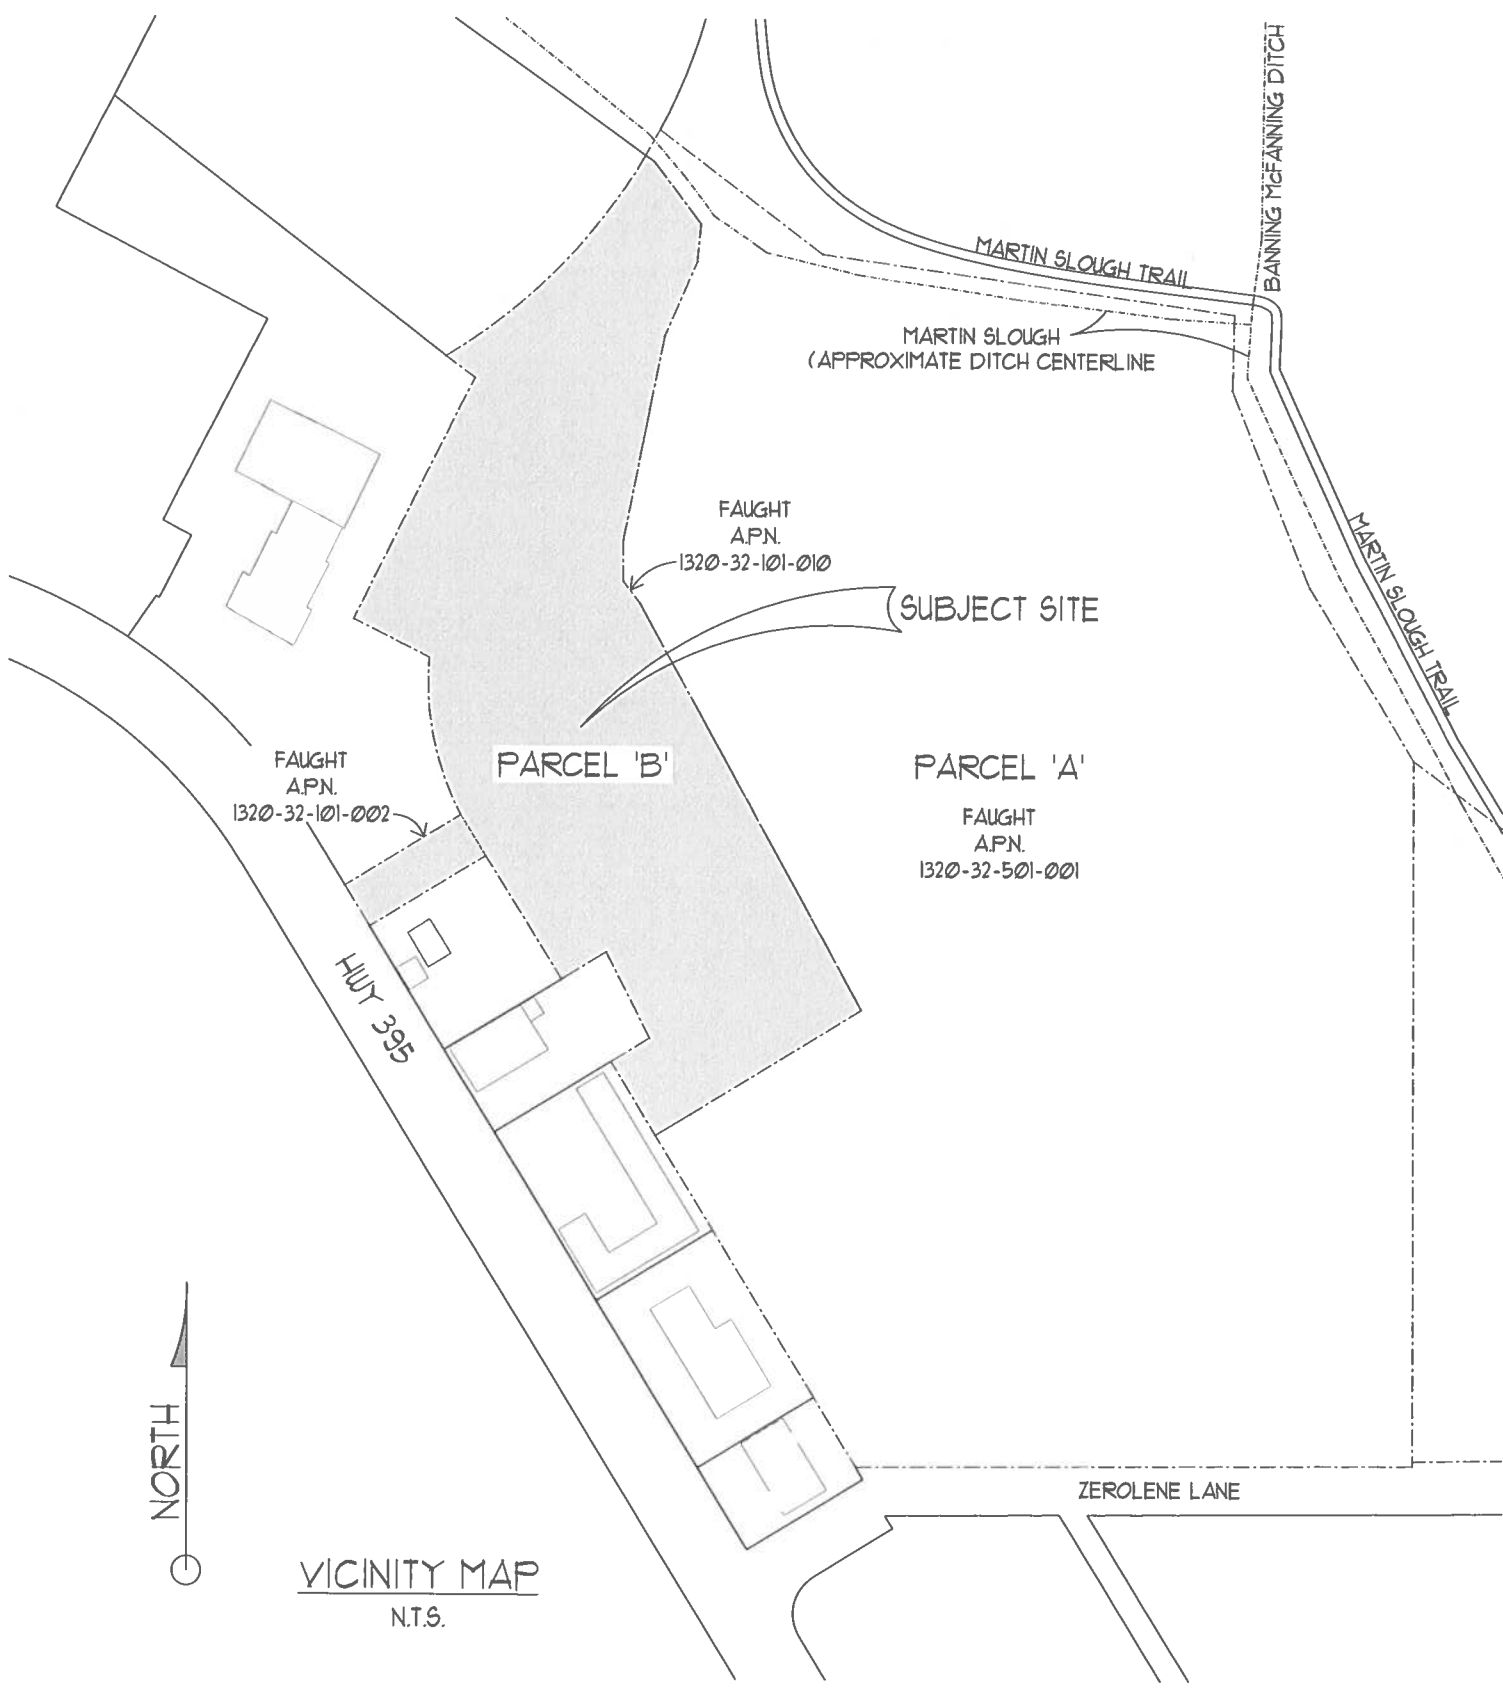 BANNING McFANNING DITCH
MARTIN SLOUGH TRAIL
MARTIN SLOUGH
(APPROXIMATE DITCH CENTERLINE
FAUGHT
A.P.N.
1320-32-101-010
SUBJECT SITE
MARTIN SLOUGH TRAIL
FAUGHT
A.P.N.
1320-32-101-002
PARCEL 'B'
PARCEL 'A'
FAUGHT
A.P.N.
1320-32-501-001
HWY 395
NORTH
ZEROLENE LANE
VICINITY MAP
N.T.S.